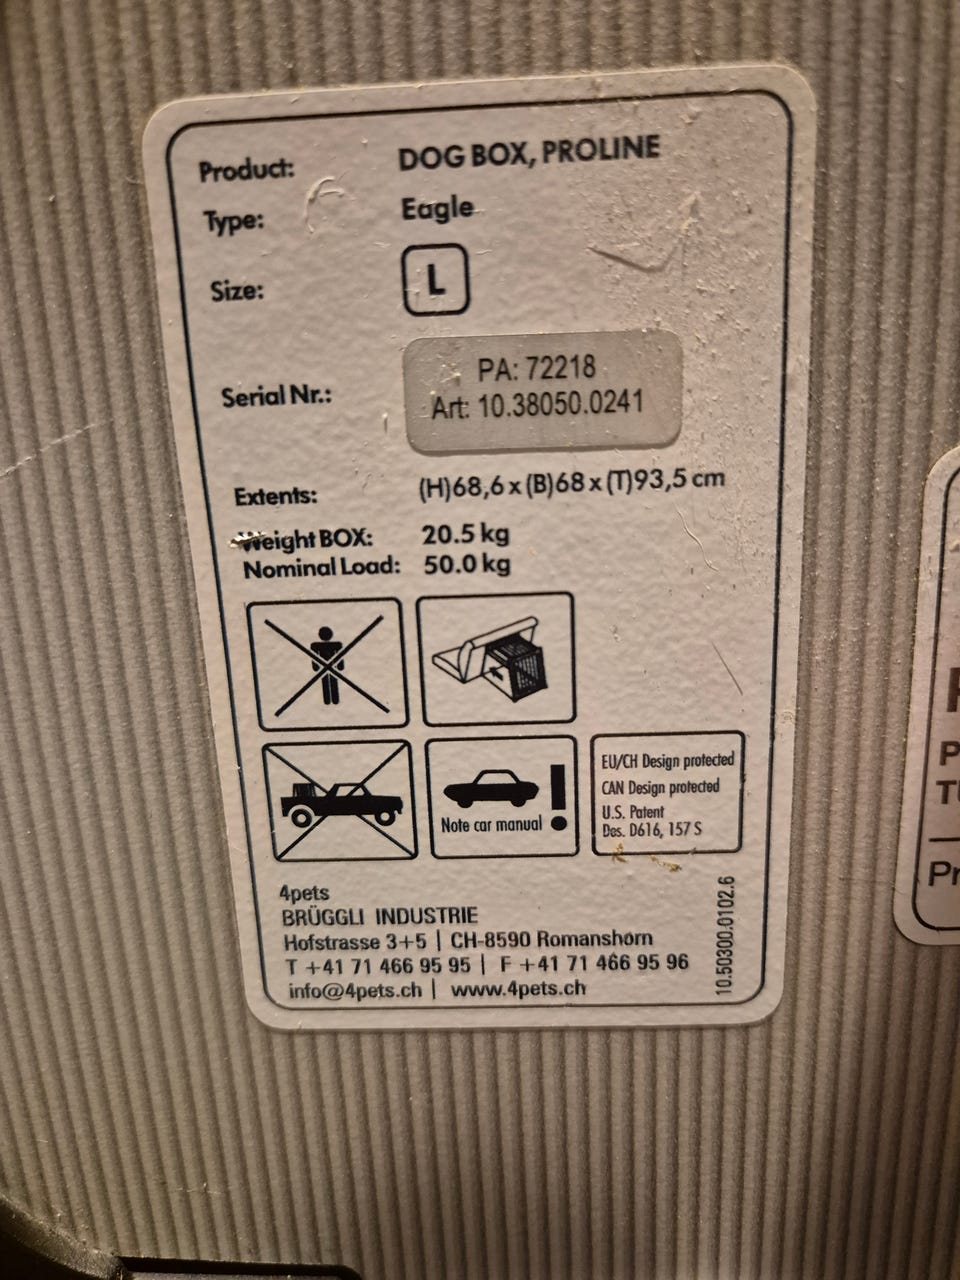 Product: DOG BOX, PROLINE
Type: Eagle
Size: L
Serial Nr.: PA: 72218
Art: 10.38050.0241
Extents: (H)68,6 x (B)68 x (T)93,5 cm
Weight BOX: 20.5 kg
Nominal Load: 50.0 kg
Note car manual
EU/CH Design protected
CAN Design protected
U.S. Patent
Des. D616, 157 S
4pets
BRÜGGLI INDUSTRIE
Hofstrasse 3+5 | CH-8590 Romanshorn
T +41 71 466 95 95 | F +41 71 466 95 96
info@4pets.ch | www.4pets.ch
10.50300.0102.6